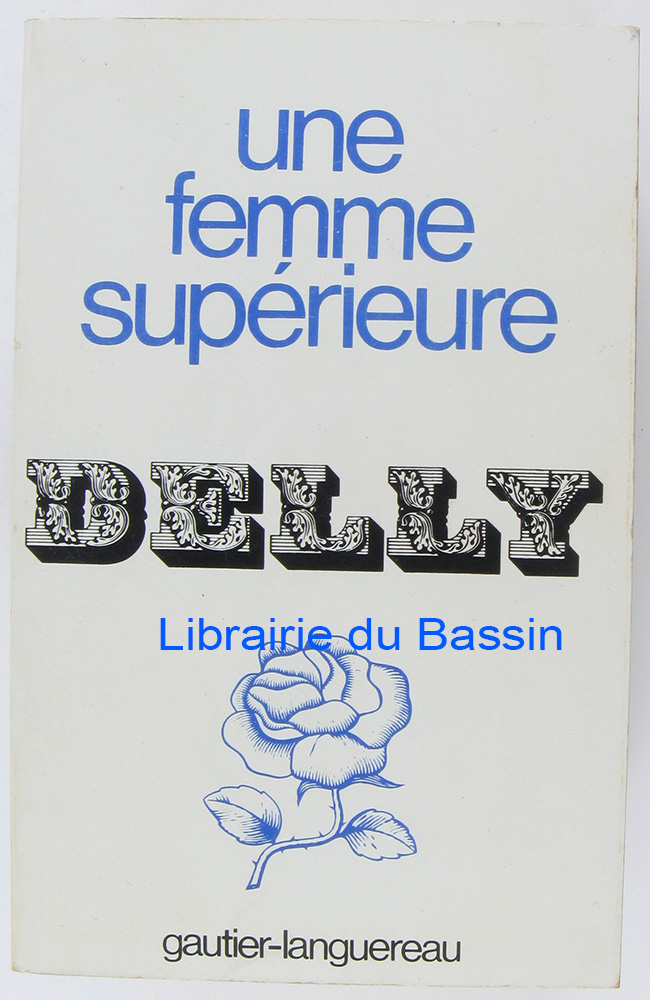 une
femme
supérieure
DELLY
Librairie du Bassin
gautier-languereau